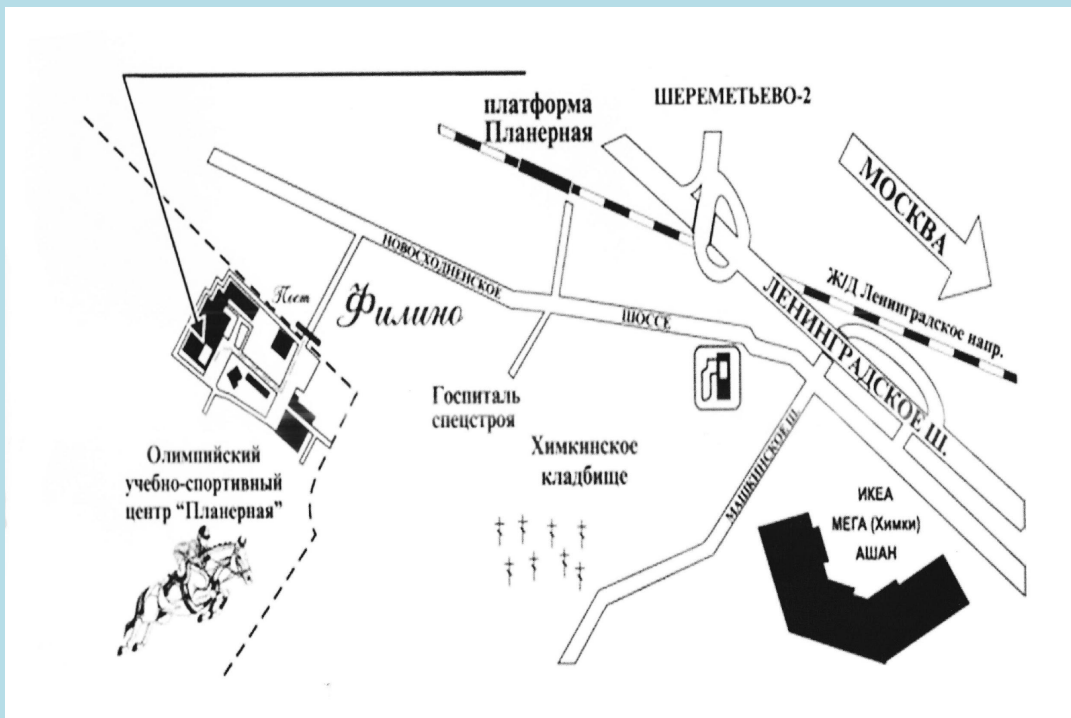 платформа
Планерная
ШЕРЕМЕТЬЕВО-2
МОСКВА
Ж/Д Ленинградское напр.
ЛЕНИНГРАДСКОЕ Ш.
НОВОСХОДНЕНСКОЕ
ШОССЕ
Пост
Филино
Госпиталь
спецстроя
Химкинское
кладбище
МАШКИНСКОЕ Ш.
Олимпийский
учебно-спортивный
центр “Планерная”
ИКЕА
МЕГА (Химки)
АШАН